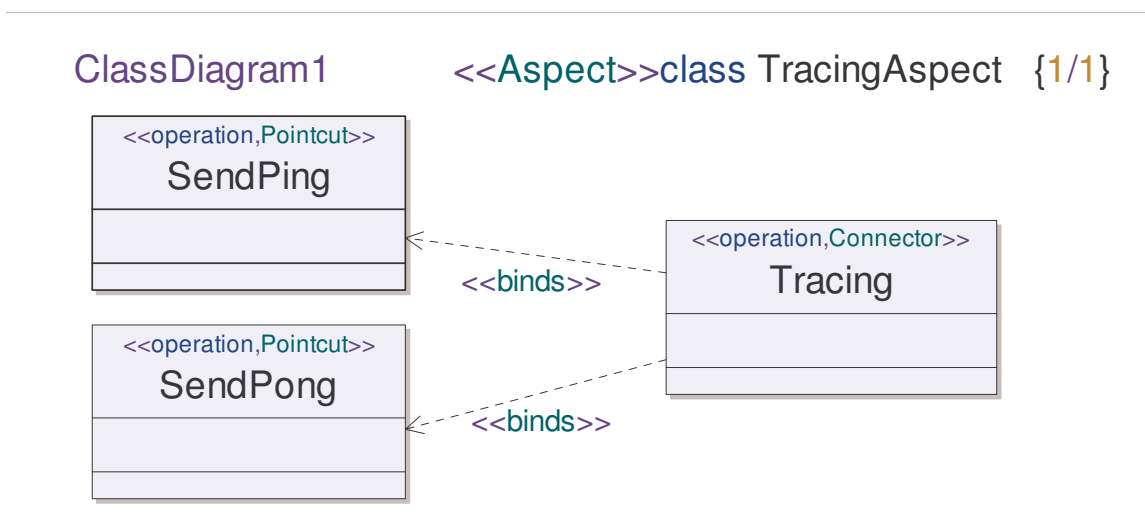 ClassDiagram1 <<Aspect>>class TracingAspect {1/1}
<<operation,Pointcut>>
SendPing
<<operation,Connector>>
Tracing
<<binds>>
<<operation,Pointcut>>
SendPong
<<binds>>